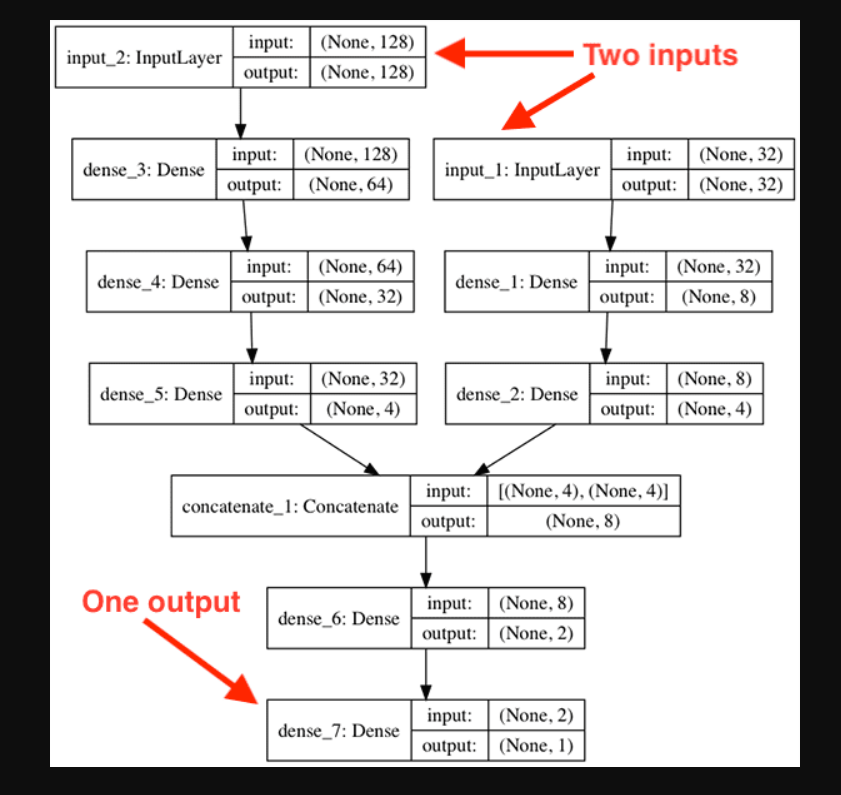 input_2: InputLayer
input:
(None, 128)
output:
(None, 128)
Two inputs
dense_3: Dense
input:
(None, 128)
output:
(None, 64)
input_1: InputLayer
input:
(None, 32)
output:
(None, 32)
dense_4: Dense
input:
(None, 64)
output:
(None, 32)
dense_1: Dense
input:
(None, 32)
output:
(None, 8)
dense_5: Dense
input:
(None, 32)
output:
(None, 4)
dense_2: Dense
input:
(None, 8)
output:
(None, 4)
concatenate_1: Concatenate
input:
[(None, 4), (None, 4)]
output:
(None, 8)
One output
dense_6: Dense
input:
(None, 8)
output:
(None, 2)
dense_7: Dense
input:
(None, 2)
output:
(None, 1)